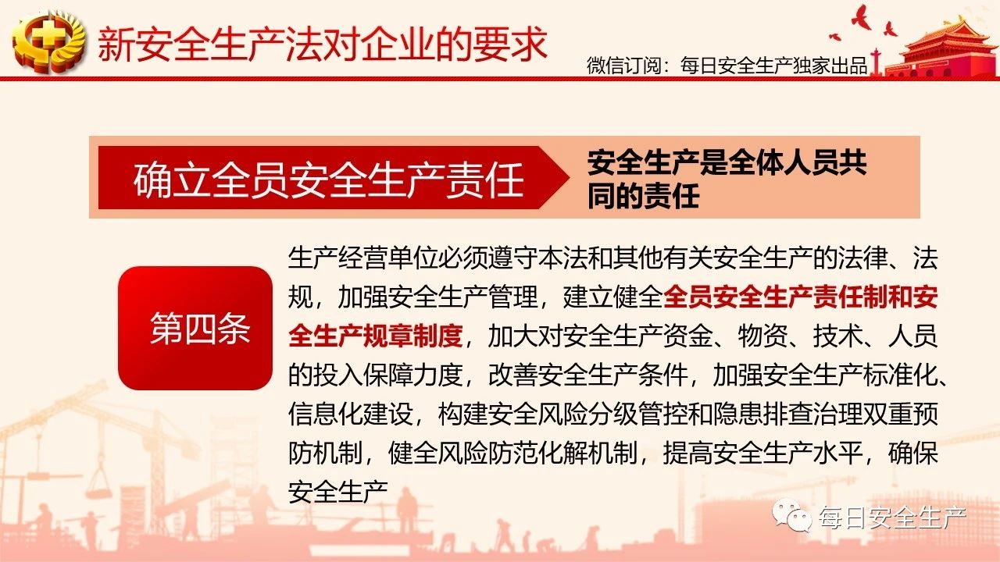 新安全生产法对企业的要求
微信订阅：每日安全生产独家出品
确立全员安全生产责任
安全生产是全体人员共
同的责任
第四条
生产经营单位必须遵守本法和其他有关安全生产的法律、法
规，加强安全生产管理，建立健全全员安全生产责任制和安
全生产规章制度，加大对安全生产资金、物资、技术、人员
的投入保障力度，改善安全生产条件，加强安全生产标准化、
信息化建设，构建安全风险分级管控和隐患排查治理双重预
防机制，健全风险防范化解机制，提高安全生产水平，确保
安全生产
每日安全生产